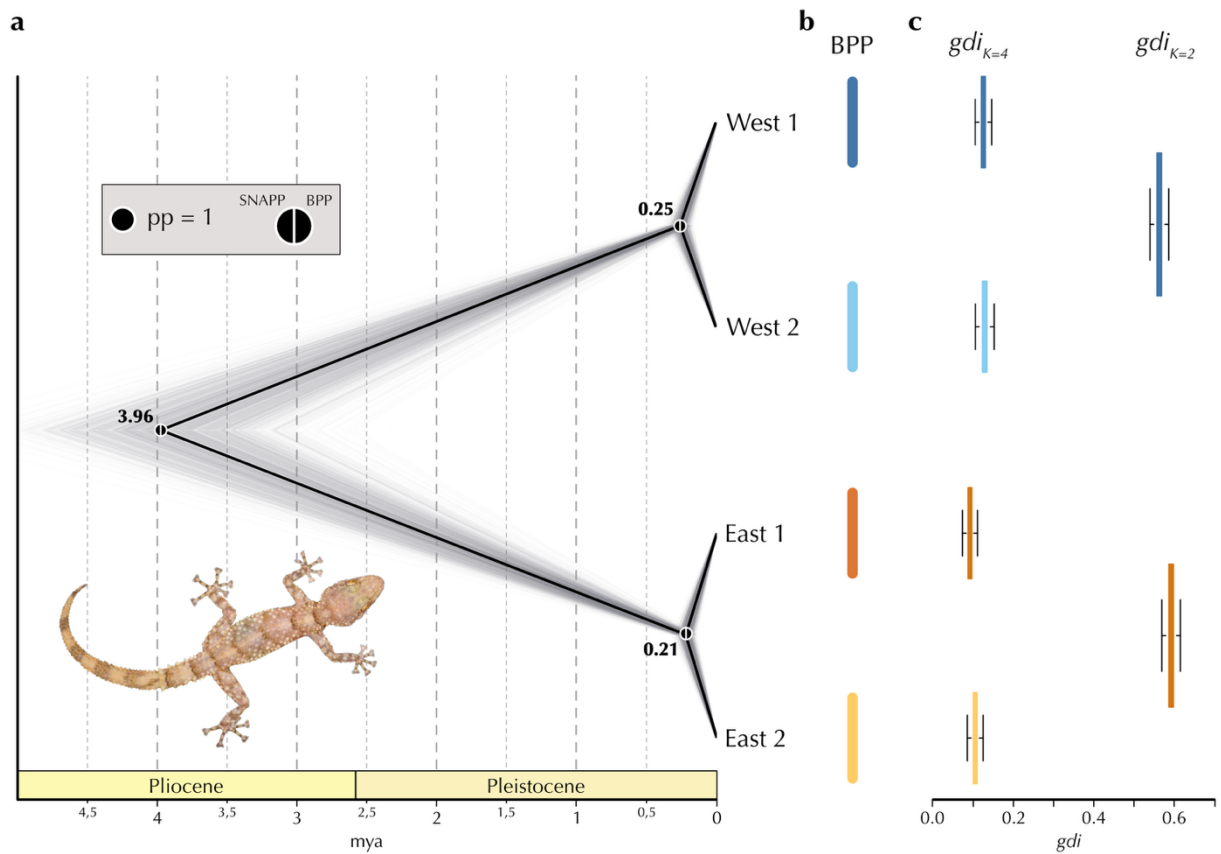 a
b
c
BPP
gdi K=4
gdi K=2
West 1
SNAPP
BPP
pp = 1
0.25
West 2
3.96
East 1
0.21
East 2
Pliocene
Pleistocene
4,5
4
3,5
3
2,5
2
1,5
1
0,5
0
mya
0.0
0.2
0.4
0.6
gdi